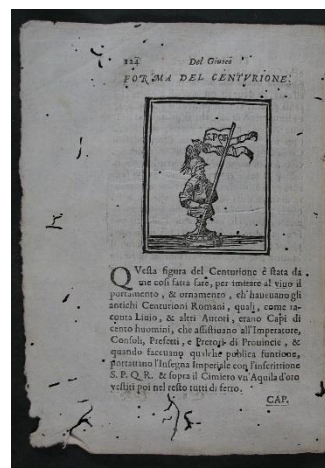 124 Del Giuoco
FORMA DEL CENTVRIONE.
S.P.Q.R
QVesta figura del Centurione è stata da
me così fatta fare, per imitare al viuo il
portamento, & ornamento, ch'haueuano gli
antichi Centurioni Romani, quali, come ra-
conta Liuio, & altri Autori, erano Capi di
cento huomini, che assisteuano all'Imperatore,
Consoli, Prefetti, e Pretori di Prouincie, &
quando faceuano qualche publica funtione,
portauano l'Insegna Imperiale con l'inscrittione
S. P. Q. R. & sopra il Cimiero vn'Aquila d'oro
vestiti poi nel resto tutti di ferro.
CAP.